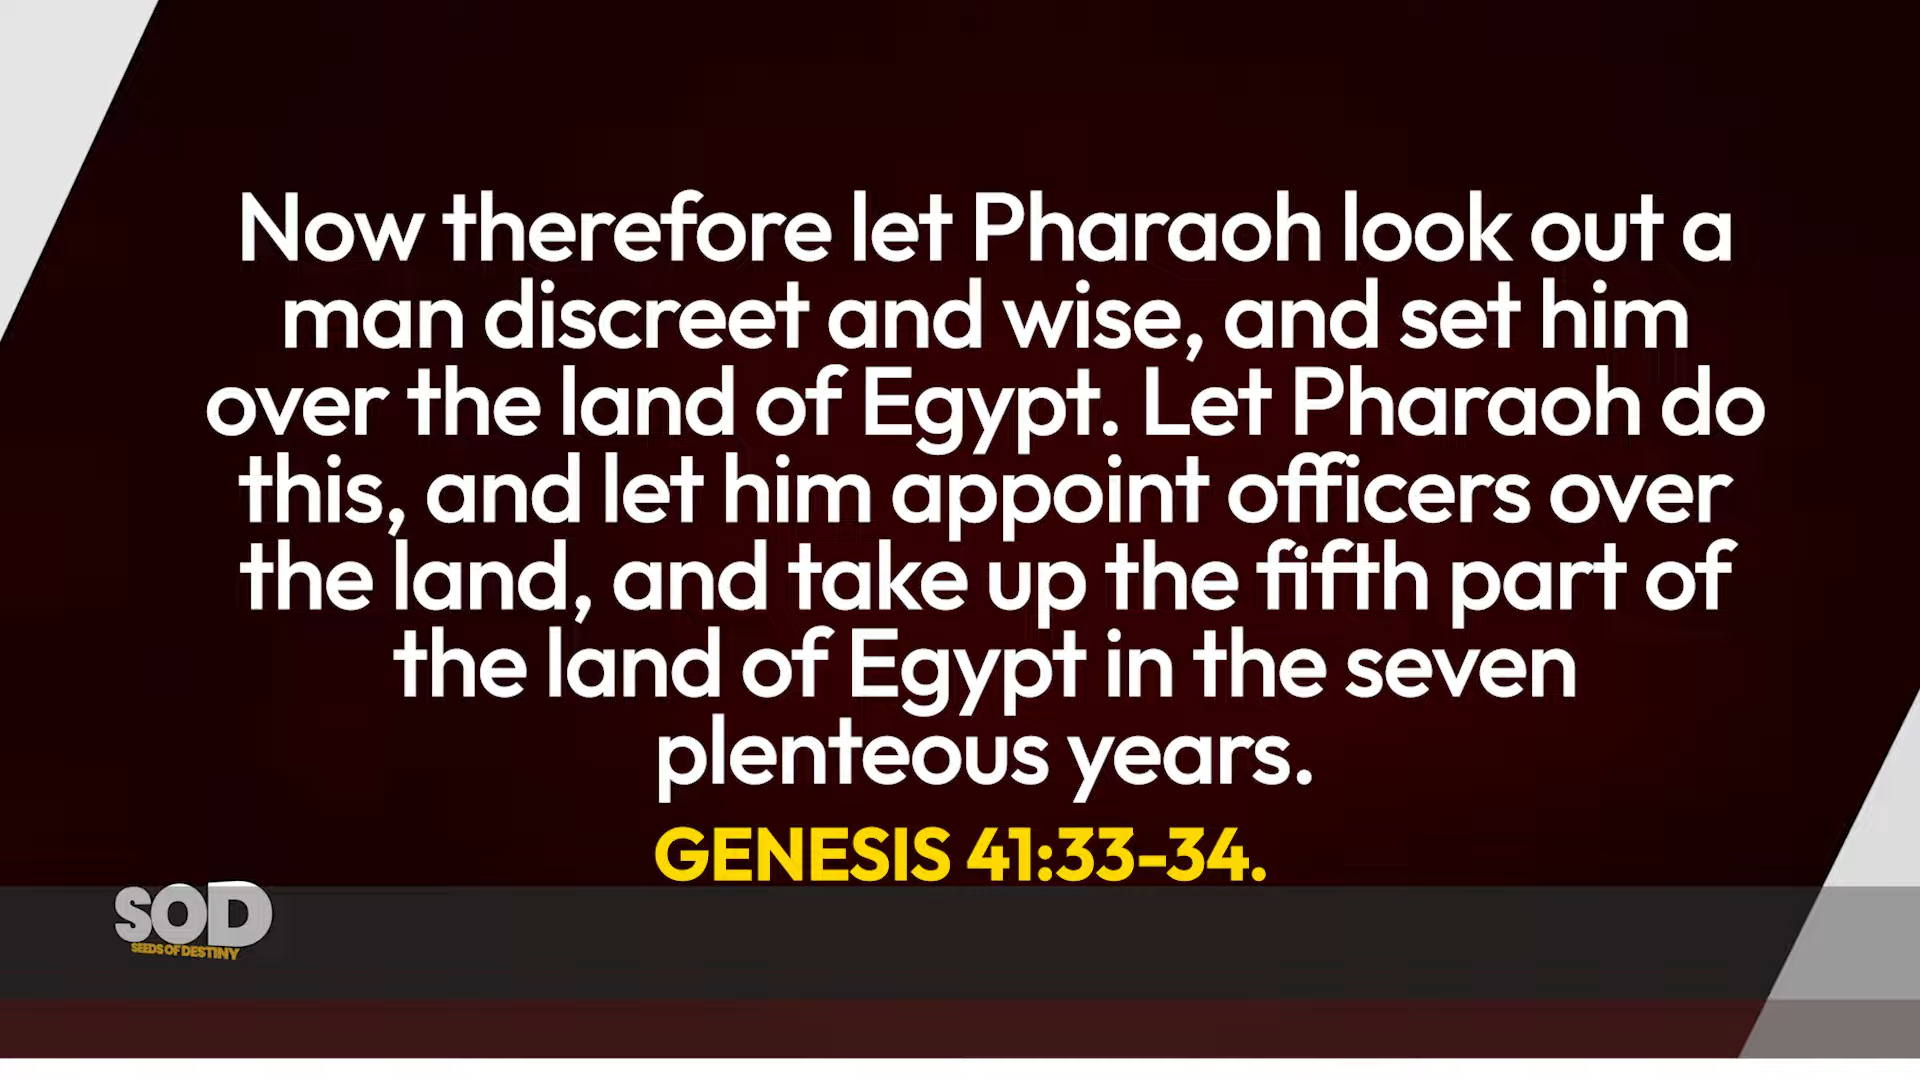 Now therefore let Pharaoh look out a
man discreet and wise, and set him
over the land of Egypt. Let Pharaoh do
this, and let him appoint officers over
the land, and take up the fifth part of
the land of Egypt in the seven
plenteous years.
GENESIS 41:33-34.
SOD
SEEDS OF DESTINY